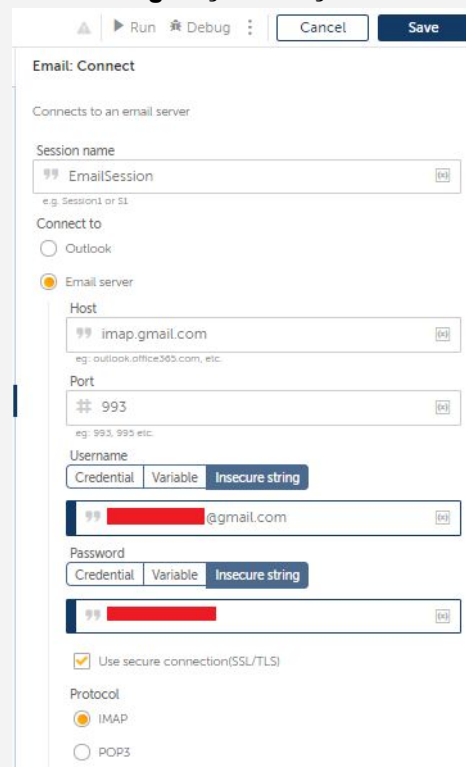 Run Debug Cancel Save
Email: Connect
Connects to an email server
Session name
EmailSession
e.g. Session1 or S1
Connect to
Outlook
Email server
Host
imap.gmail.com
eg: outlook.office365.com, etc.
Port
# 993
eg: 993, 995 etc.
Username
Credential Variable Insecure string
@gmail.com
Password
Credential Variable Insecure string
Use secure connection(SSL/TLS)
Protocol
IMAP
POP3